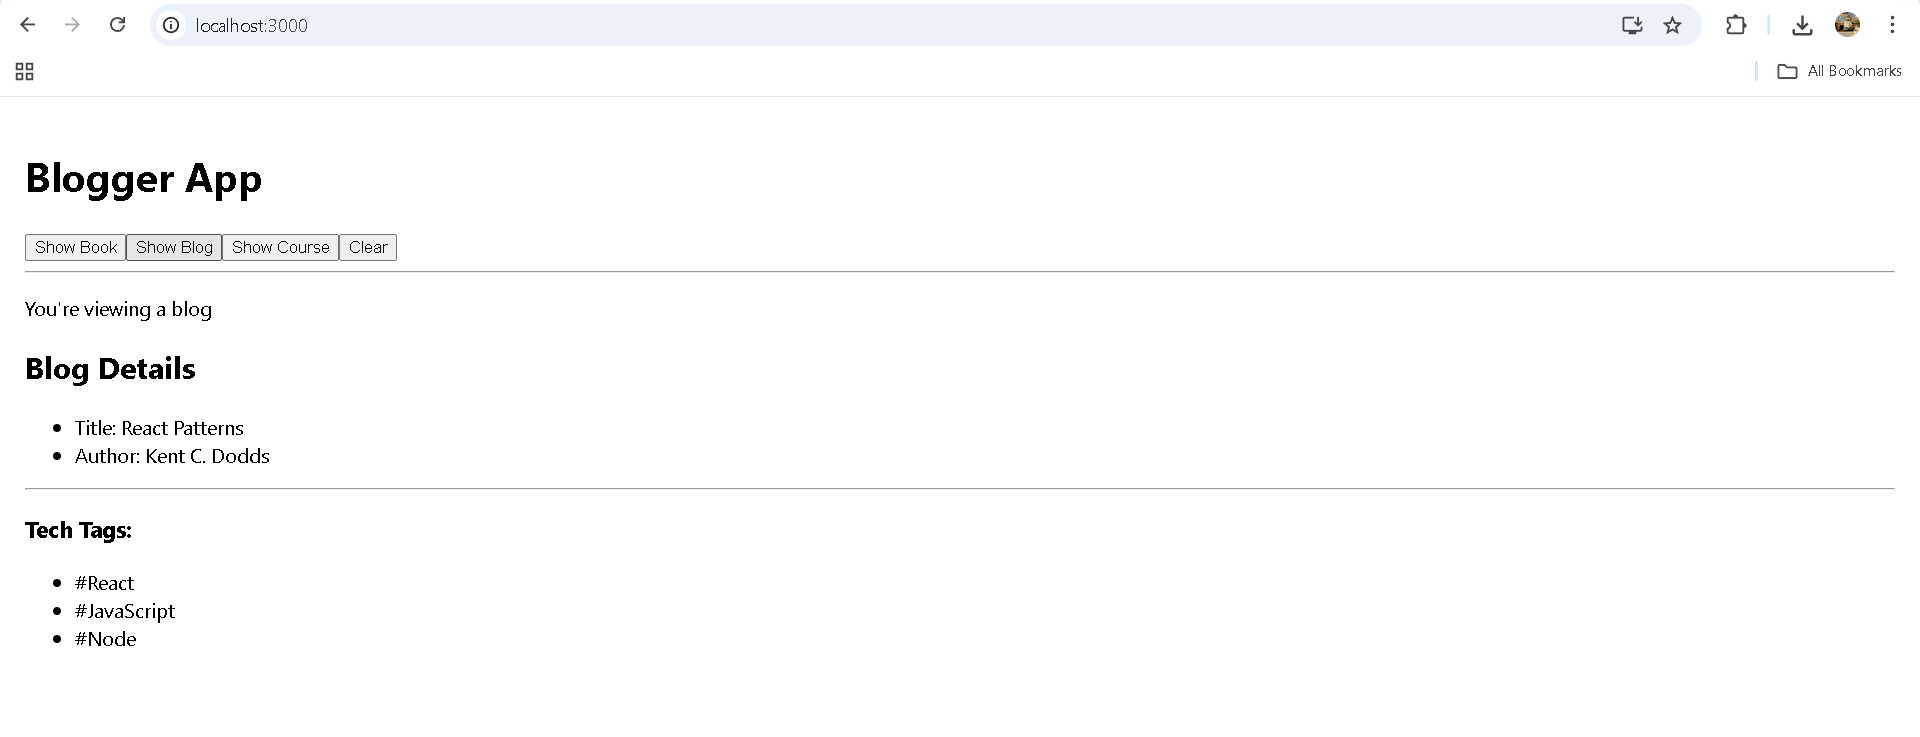 localhost:3000
All Bookmarks
Blogger App
Show Book Show Blog Show Course Clear
You're viewing a blog
Blog Details
Title: React Patterns
Author: Kent C. Dodds
Tech Tags:
#React
#JavaScript
#Node